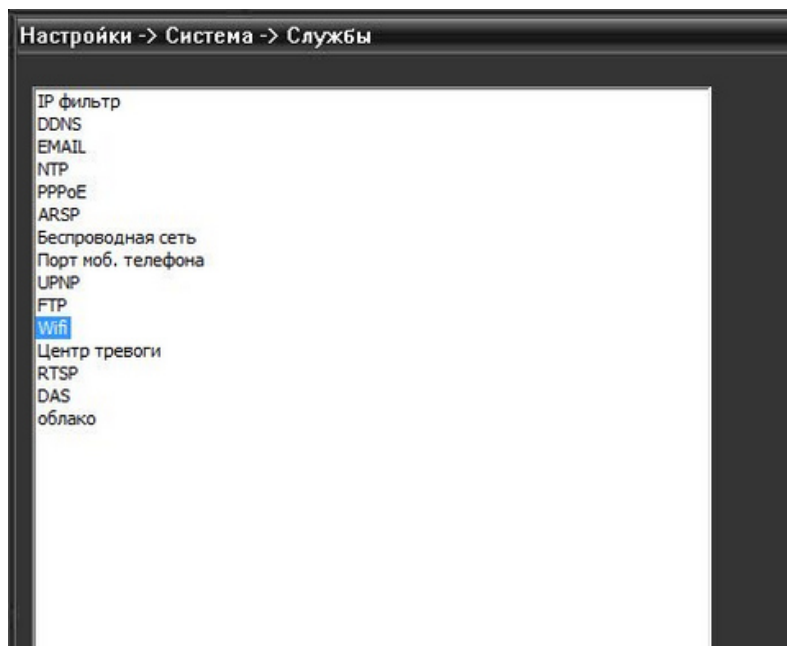 Настройки -> Система -> Службы
IP фильтр
DDNS
EMAIL
NTP
PPPoE
ARSP
Беспроводная сеть
Порт моб. телефона
UPNP
FTP
Wifi
Центр тревоги
RTSP
DAS
облако